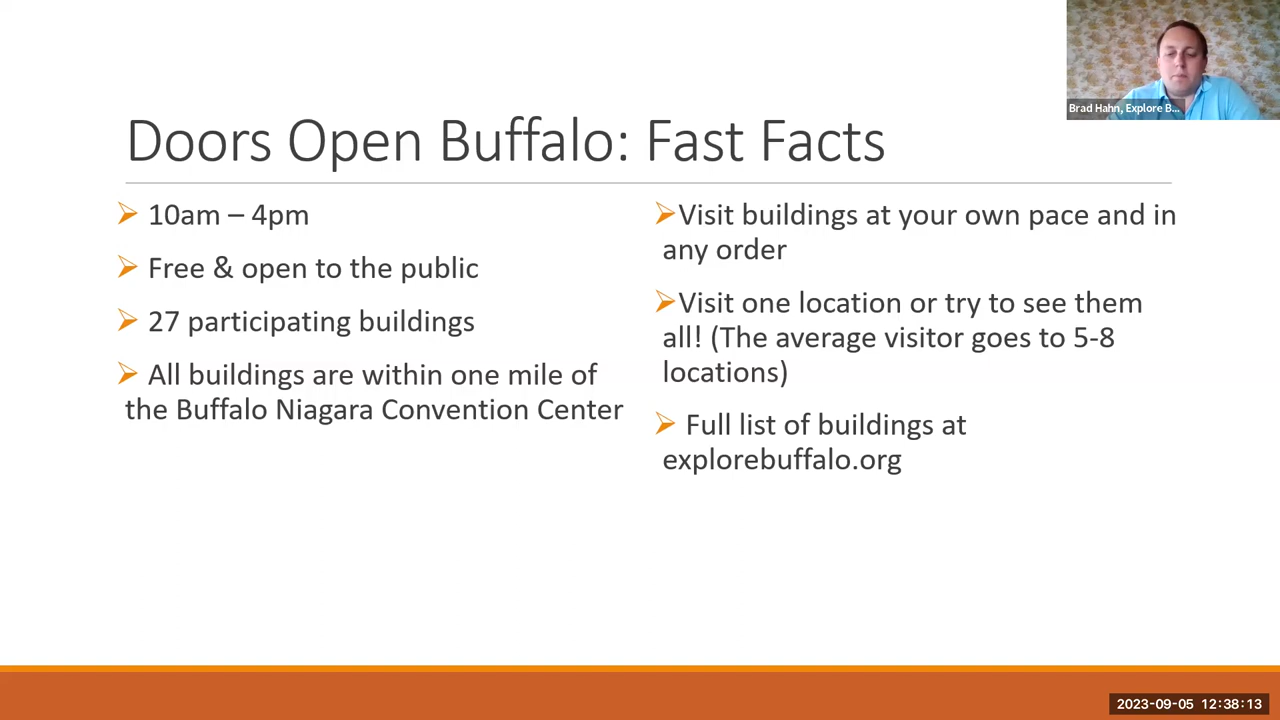 Brad Hahn, Explore B...
Doors Open Buffalo: Fast Facts
➢ 10am – 4pm
➢ Free & open to the public
➢ 27 participating buildings
➢ All buildings are within one mile of
the Buffalo Niagara Convention Center
➢Visit buildings at your own pace and in
any order
➢Visit one location or try to see them
all! (The average visitor goes to 5-8
locations)
➢ Full list of buildings at
explorebuffalo.org
2023-09-05 12:38:13